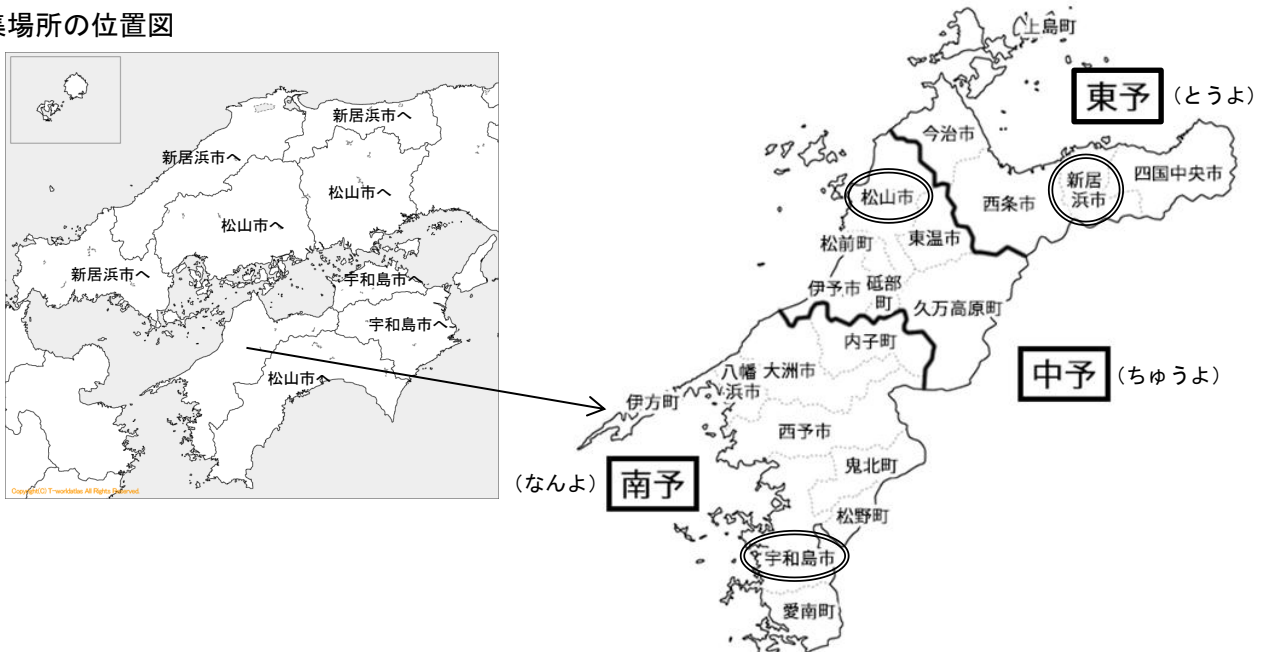 集場所の位置図
新居浜市へ
新居浜市へ
松山市へ
松山市へ
新居浜市へ
宇和島市へ
宇和島市へ
松山市へ
Copyright(C) T-worldatlas All Rights Reserved.
上島町
東予 (とうよ)
今治市
四国中央市
新居
浜市
松山市
西条市
東温市
松前町
伊予市
砥部
町
久万高原町
内子町
中予 (ちゅうよ)
八幡
浜市
大洲市
伊方町
西予市
鬼北町
(なんよ) 南予
松野町
宇和島市
愛南町